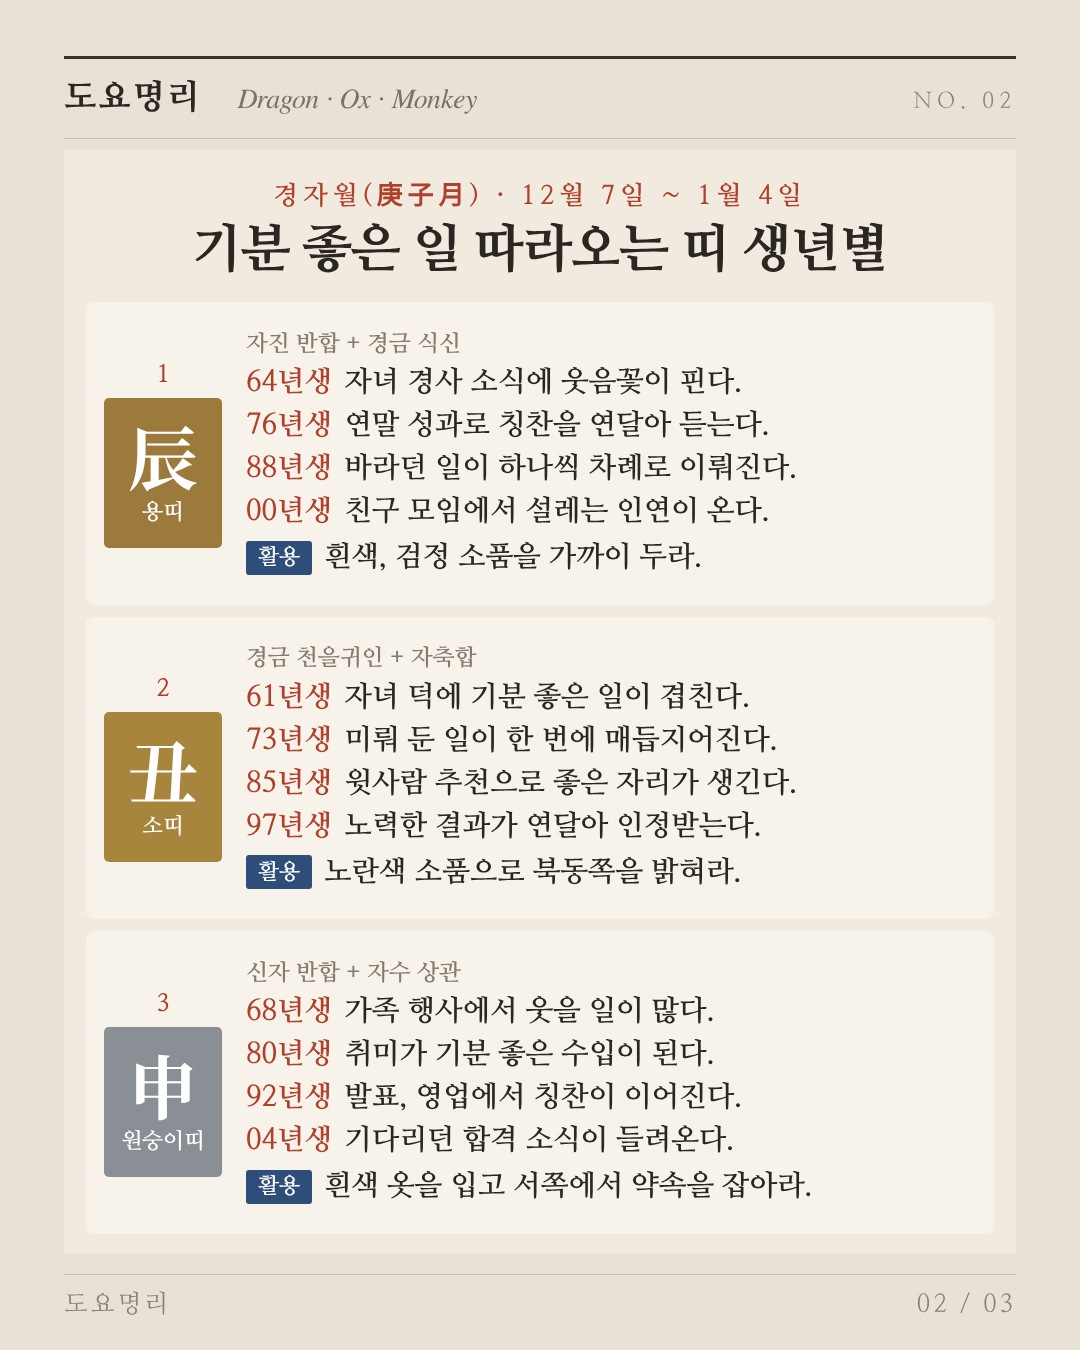 도요명리 Dragon · Ox · Monkey NO. 02
경자월(庚子月) · 12월 7일 ~ 1월 4일
기분 좋은 일 따라오는 띠 생년별
1
辰
용띠
자진 반합 + 경금 식신
64년생 자녀 경사 소식에 웃음꽃이 핀다.
76년생 연말 성과로 칭찬을 연달아 듣는다.
88년생 바라던 일이 하나씩 차례로 이뤄진다.
00년생 친구 모임에서 설레는 인연이 온다.
활용 흰색, 검정 소품을 가까이 두라.
2
丑
소띠
경금 천을귀인 + 자축합
61년생 자녀 덕에 기분 좋은 일이 겹친다.
73년생 미뤄 둔 일이 한 번에 매듭지어진다.
85년생 윗사람 추천으로 좋은 자리가 생긴다.
97년생 노력한 결과가 연달아 인정받는다.
활용 노란색 소품으로 북동쪽을 밝혀라.
3
申
원숭이띠
신자 반합 + 자수 상관
68년생 가족 행사에서 웃을 일이 많다.
80년생 취미가 기분 좋은 수입이 된다.
92년생 발표, 영업에서 칭찬이 이어진다.
04년생 기다리던 합격 소식이 들려온다.
활용 흰색 옷을 입고 서쪽에서 약속을 잡아라.
도요명리 02 / 03